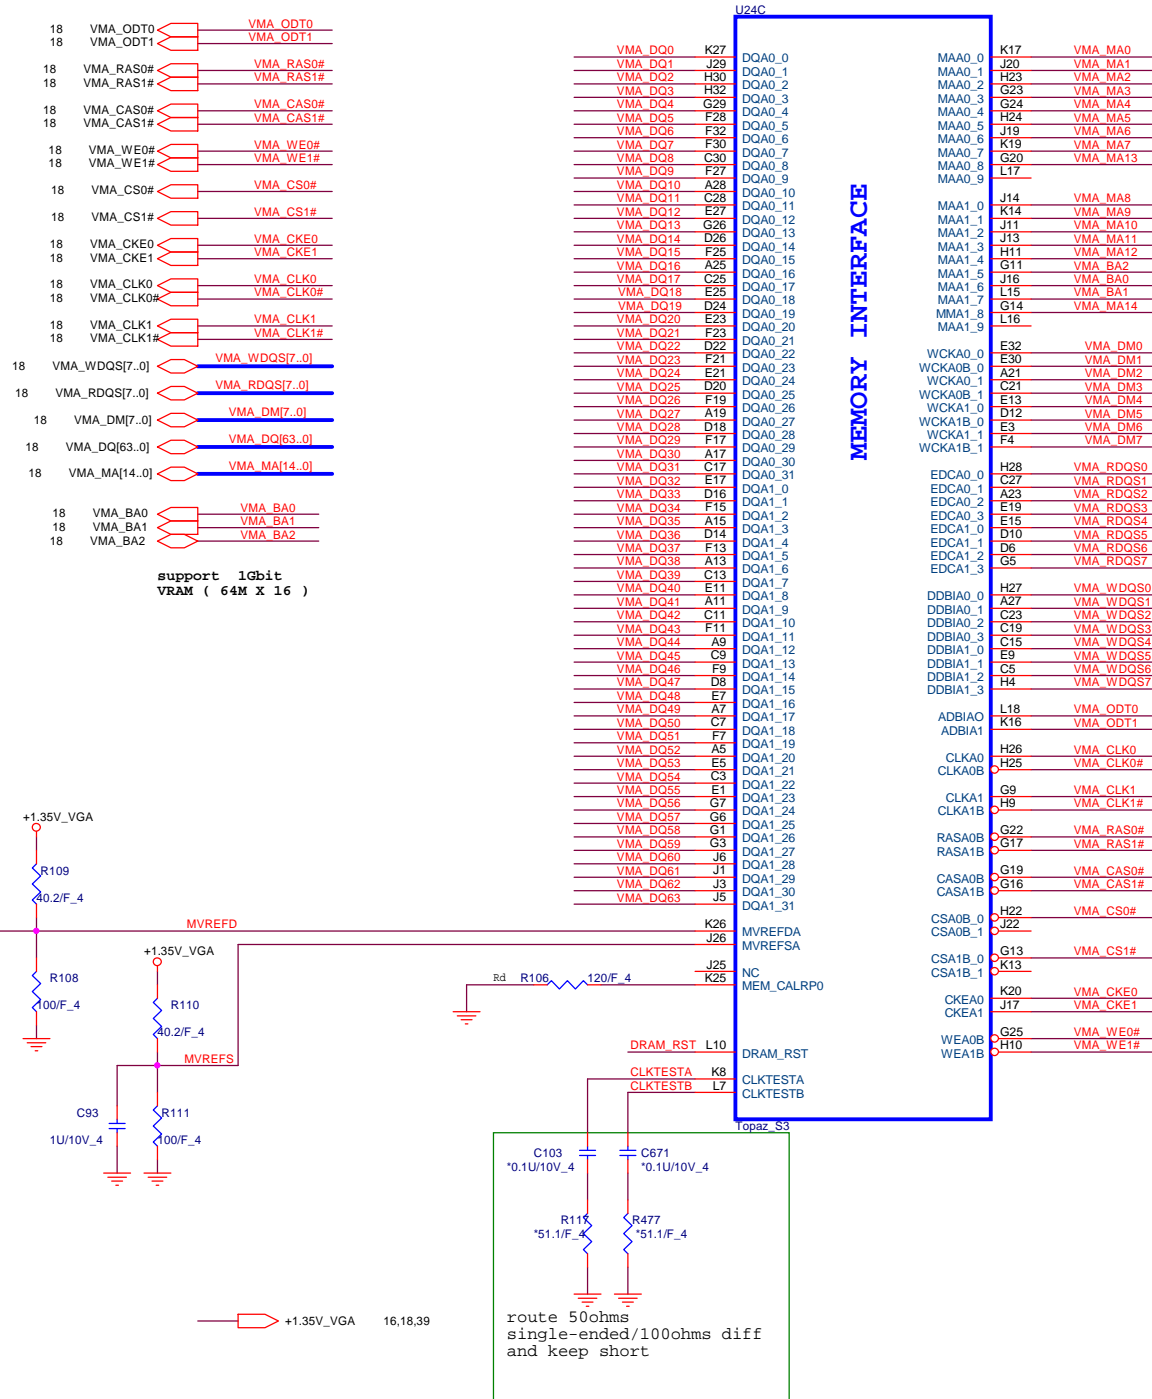 18 VMA_ODT0 VMA_ODT0
18 VMA_ODT1 VMA_ODT1
18 VMA_RAS0# VMA_RAS0#
18 VMA_RAS1# VMA_RAS1#
18 VMA_CAS0# VMA_CAS0#
18 VMA_CAS1# VMA_CAS1#
18 VMA_WE0# VMA_WE0#
18 VMA_WE1# VMA_WE1#
18 VMA_CS0# VMA_CS0#
18 VMA_CS1# VMA_CS1#
18 VMA_CKE0 VMA_CKE0
18 VMA_CKE1 VMA_CKE1
18 VMA_CLK0 VMA_CLK0
18 VMA_CLK0# VMA_CLK0#
18 VMA_CLK1 VMA_CLK1
18 VMA_CLK1# VMA_CLK1#
18 VMA_WDQS[7..0] VMA_WDQS[7..0]
18 VMA_RDQS[7..0] VMA_RDQS[7..0]
18 VMA_DM[7..0] VMA_DM[7..0]
18 VMA_DQ[63..0] VMA_DQ[63..0]
18 VMA_MA[14..0] VMA_MA[14..0]
18 VMA_BA0 VMA_BA0
18 VMA_BA1 VMA_BA1
18 VMA_BA2 VMA_BA2
support 1Gbit
VRAM ( 64M X 16 )
U24C
VMA_DQ0 K27 DQA0_0
VMA_DQ1 J29 DQA0_1
VMA_DQ2 H30 DQA0_2
VMA_DQ3 H32 DQA0_3
VMA_DQ4 G29 DQA0_4
VMA_DQ5 F28 DQA0_5
VMA_DQ6 F32 DQA0_6
VMA_DQ7 F30 DQA0_7
VMA_DQ8 C30 DQA0_8
VMA_DQ9 F27 DQA0_9
VMA_DQ10 A28 DQA0_10
VMA_DQ11 C28 DQA0_11
VMA_DQ12 E27 DQA0_12
VMA_DQ13 G26 DQA0_13
VMA_DQ14 D26 DQA0_14
VMA_DQ15 F25 DQA0_15
VMA_DQ16 A25 DQA0_16
VMA_DQ17 C25 DQA0_17
VMA_DQ18 E25 DQA0_18
VMA_DQ19 D24 DQA0_19
VMA_DQ20 E23 DQA0_20
VMA_DQ21 F23 DQA0_21
VMA_DQ22 D22 DQA0_22
VMA_DQ23 F21 DQA0_23
VMA_DQ24 E21 DQA0_24
VMA_DQ25 D20 DQA0_25
VMA_DQ26 F19 DQA0_26
VMA_DQ27 A19 DQA0_27
VMA_DQ28 D18 DQA0_28
VMA_DQ29 F17 DQA0_29
VMA_DQ30 A17 DQA0_30
VMA_DQ31 C17 DQA0_31
VMA_DQ32 E17 DQA1_0
VMA_DQ33 D16 DQA1_1
VMA_DQ34 F15 DQA1_2
VMA_DQ35 A15 DQA1_3
VMA_DQ36 D14 DQA1_4
VMA_DQ37 F13 DQA1_5
VMA_DQ38 A13 DQA1_6
VMA_DQ39 C13 DQA1_7
VMA_DQ40 E11 DQA1_8
VMA_DQ41 A11 DQA1_9
VMA_DQ42 C11 DQA1_10
VMA_DQ43 F11 DQA1_11
VMA_DQ44 A9 DQA1_12
VMA_DQ45 C9 DQA1_13
VMA_DQ46 F9 DQA1_14
VMA_DQ47 D8 DQA1_15
VMA_DQ48 E7 DQA1_16
VMA_DQ49 A7 DQA1_17
VMA_DQ50 C7 DQA1_18
VMA_DQ51 F7 DQA1_19
VMA_DQ52 A5 DQA1_20
VMA_DQ53 E5 DQA1_21
VMA_DQ54 C3 DQA1_22
VMA_DQ55 E1 DQA1_23
VMA_DQ56 G7 DQA1_24
VMA_DQ57 G6 DQA1_25
VMA_DQ58 G1 DQA1_26
VMA_DQ59 G3 DQA1_27
VMA_DQ60 J6 DQA1_28
VMA_DQ61 J1 DQA1_29
VMA_DQ62 J3 DQA1_30
VMA_DQ63 J5 DQA1_31
K26 MVREFDA
J26 MVREFSA
J25 NC
K25 MEM_CALRP0
DRAM_RST L10 DRAM_RST
CLKTESTA K8 CLKTESTA
CLKTESTB L7 CLKTESTB
MEMORY INTERFACE
MAA0_0 K17 VMA_MA0
MAA0_1 J20 VMA_MA1
MAA0_2 H23 VMA_MA2
MAA0_3 G23 VMA_MA3
MAA0_4 G24 VMA_MA4
MAA0_5 H24 VMA_MA5
MAA0_6 J19 VMA_MA6
MAA0_7 K19 VMA_MA7
MAA0_8 G20 VMA_MA13
MAA0_9 L17
MAA1_0 J14 VMA_MA8
MAA1_1 K14 VMA_MA9
MAA1_2 J11 VMA_MA10
MAA1_3 J13 VMA_MA11
MAA1_4 H11 VMA_MA12
MAA1_5 G11 VMA_BA2
MAA1_6 J16 VMA_BA0
MAA1_7 L15 VMA_BA1
MMA1_8 G14 VMA_MA14
MAA1_9 L16
WCKA0_0 E32 VMA_DM0
WCKA0B_0 E30 VMA_DM1
WCKA0_1 A21 VMA_DM2
WCKA0B_1 C21 VMA_DM3
WCKA1_0 E13 VMA_DM4
WCKA1B_0 D12 VMA_DM5
WCKA1_1 E3 VMA_DM6
WCKA1B_1 F4 VMA_DM7
EDCA0_0 H28 VMA_RDQS0
EDCA0_1 C27 VMA_RDQS1
EDCA0_2 A23 VMA_RDQS2
EDCA0_3 E19 VMA_RDQS3
EDCA1_0 E15 VMA_RDQS4
EDCA1_1 D10 VMA_RDQS5
EDCA1_2 D6 VMA_RDQS6
EDCA1_3 G5 VMA_RDQS7
DDBIA0_0 H27 VMA_WDQS0
DDBIA0_1 A27 VMA_WDQS1
DDBIA0_2 C23 VMA_WDQS2
DDBIA0_3 C19 VMA_WDQS3
DDBIA1_0 C15 VMA_WDQS4
DDBIA1_1 E9 VMA_WDQS5
DDBIA1_2 C5 VMA_WDQS6
DDBIA1_3 H4 VMA_WDQS7
ADBIAO L18 VMA_ODT0
ADBIA1 K16 VMA_ODT1
CLKA0 H26 VMA_CLK0
CLKA0B H25 VMA_CLK0#
CLKA1 G9 VMA_CLK1
CLKA1B H9 VMA_CLK1#
RASA0B G22 VMA_RAS0#
RASA1B G17 VMA_RAS1#
CASA0B G19 VMA_CAS0#
CASA1B G16 VMA_CAS1#
CSA0B_0 H22 VMA_CS0#
CSA0B_1 J22
CSA1B_0 G13 VMA_CS1#
CSA1B_1 K13
CKEA0 K20 VMA_CKE0
CKEA1 J17 VMA_CKE1
WEA0B G25 VMA_WE0#
WEA1B H10 VMA_WE1#
Topaz_S3
+1.35V_VGA
R109
40.2/F_4
MVREFD
R108
100/F_4
+1.35V_VGA
R110
40.2/F_4
MVREFS
C93
1U/10V_4
R111
100/F_4
Rd R106 120/F_4
C103
*0.1U/10V_4
C671
*0.1U/10V_4
R117
*51.1/F_4
R477
*51.1/F_4
route 50ohms
single-ended/100ohms diff
and keep short
+1.35V_VGA 16,18,39